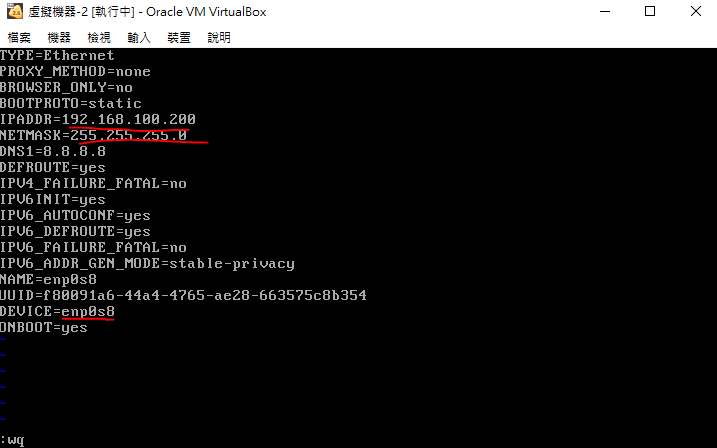 虛擬機器-2 [執行中] - Oracle VM VirtualBox
檔案 機器 檢視 輸入 裝置 說明
TYPE=Ethernet
PROXY_METHOD=none
BROWSER_ONLY=no
BOOTPROTO=static
IPADDR=192.168.100.200
NETMASK=255.255.255.0
DNS1=8.8.8.8
DEFROUTE=yes
IPV4_FAILURE_FATAL=no
IPV6INIT=yes
IPV6_AUTOCONF=yes
IPV6_DEFROUTE=yes
IPV6_FAILURE_FATAL=no
IPV6_ADDR_GEN_MODE=stable-privacy
NAME=enp0s8
UUID=f80091a6-44a4-4765-ae28-663575c8b354
DEVICE=enp0s8
ONBOOT=yes
~
~
~
~
~
~
:wq